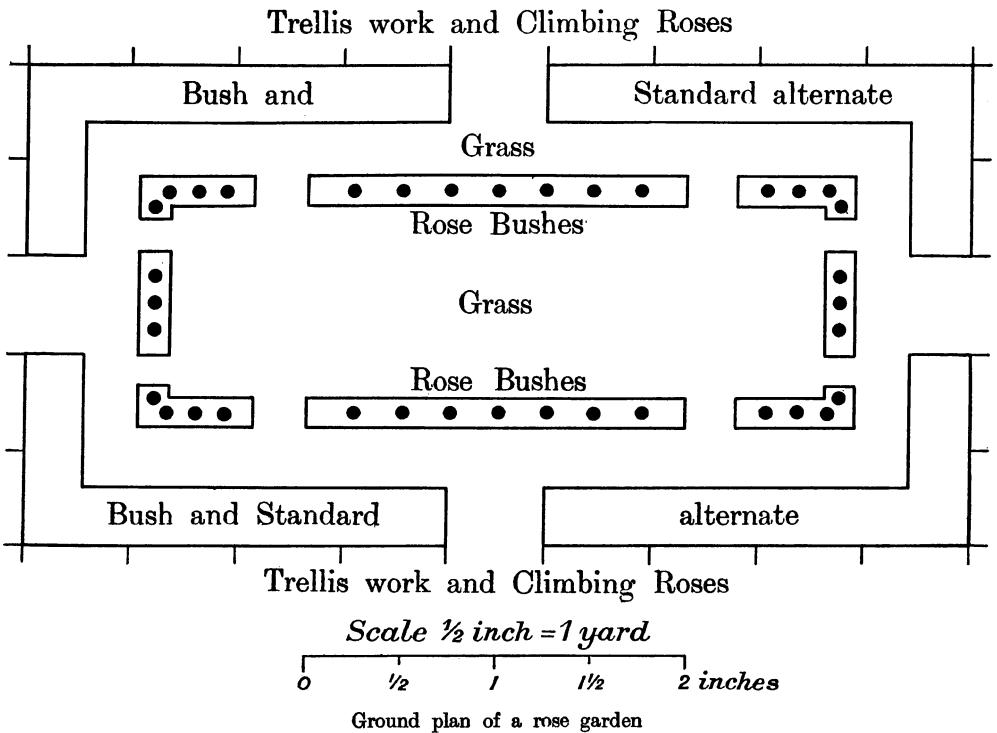 Trellis work and Climbing Roses
Bush and Standard alternate
Grass
Rose Bushes
Grass
Rose Bushes
Bush and Standard alternate
Trellis work and Climbing Roses
Scale ½ inch = 1 yard
0 ½ 1 1½ 2 inches
Ground plan of a rose garden